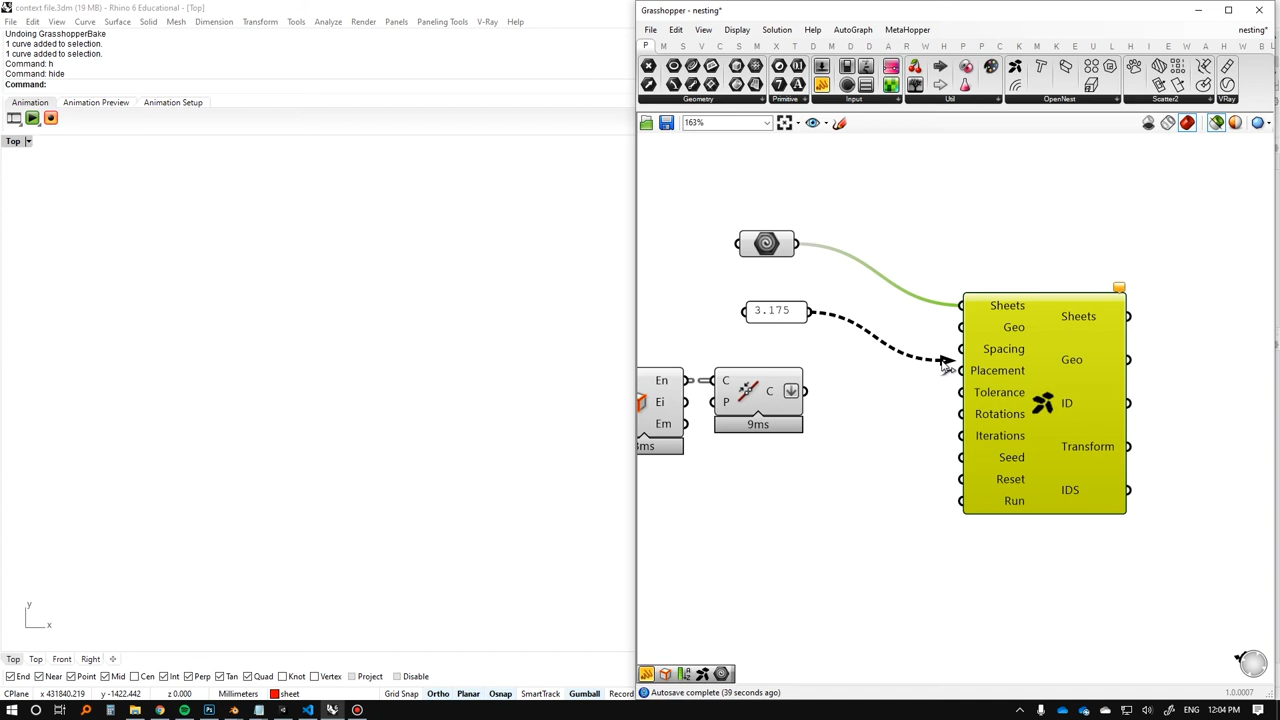 context file.3dm (19 MB) - Rhino 6 Educational - [Top]
File Edit View Curve Surface Solid Mesh Dimension Transform Tools Analyze Render Panels Paneling Tools V-Ray Help
Undoing GrasshopperBake
1 curve added to selection.
1 curve added to selection.
Command: h
Command: hide
Command:
Animation Animation Preview Animation Setup
Top
y
x
Top Top Front Right
End Near Point Mid Cen Int Perp Tan Quad Knot Vertex Project Disable
CPlane x 431840.219 y -1422.442 z 0.000 Millimeters sheet Grid Snap Ortho Planar Osnap SmartTrack Gumball Record
Grasshopper - nesting*
File Edit View Display Solution Help AutoGraph MetaHopper nesting*
P M S V C S M I T D D A R W E W D L P P C K M U L B L H S W A H V
Geometry Primitive Input Util OpenNest Scatter2 VRay
163%
3.175
En
Ei
Em
C
P
C
9ms
Sheets
Geo
Spacing
Placement
Tolerance
Rotations
Iterations
Seed
Reset
Run
Sheets
Geo
ID
Transform
IDS
Autosave complete (39 seconds ago)
1.0.0007
ENG 12:04 PM